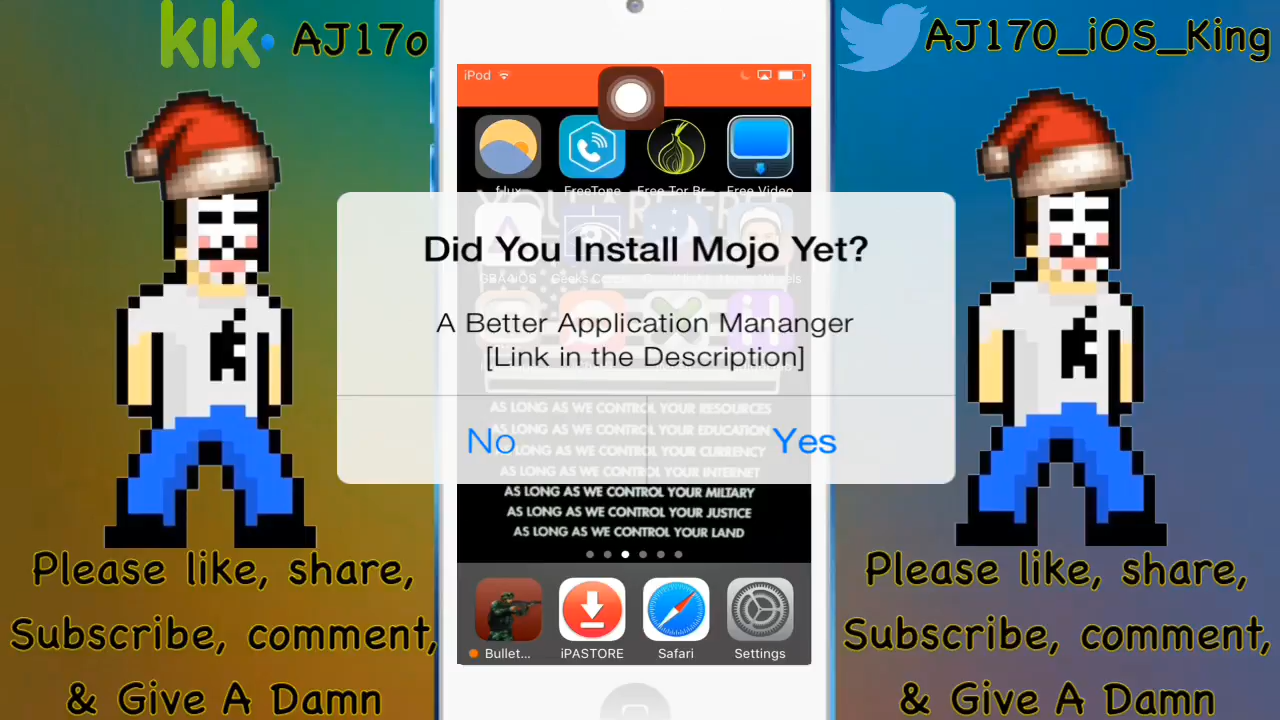 kik AJ17o
AJ170_iOS_King
iPod
f.lux
FreeTone
Free Tor Br...
Free Video...
YOU ARE FREE
Did You Install Mojo Yet?
A Better Application Mananger
[Link in the Description]
AS LONG AS WE CONTROL YOUR RESOURCES
AS LONG AS WE CONTROL YOUR EDUCATION
AS LONG AS WE CONTROL YOUR CURRENCY
AS LONG AS WE CONTROL YOUR INTERNET
No
Yes
AS LONG AS WE CONTROL YOUR MILTARY
AS LONG AS WE CONTROL YOUR JUSTICE
AS LONG AS WE CONTROL YOUR LAND
Bullet...
iPASTORE
Safari
Settings
Please like, share,
Subscribe, comment,
& Give A Damn
Please like, share,
Subscribe, comment,
& Give A Damn